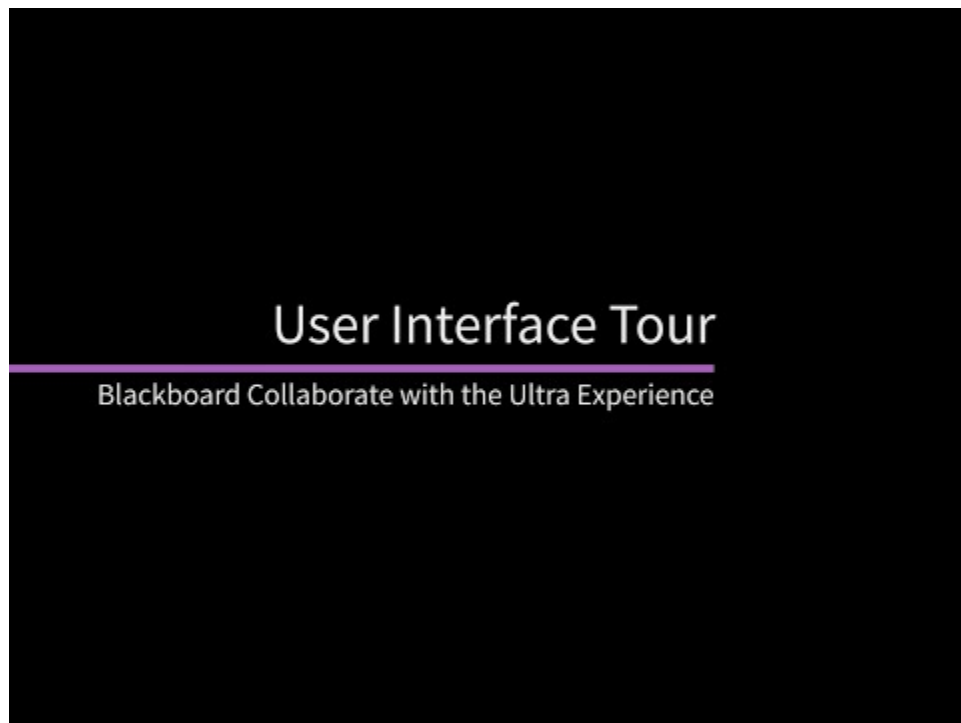 User Interface Tour
Blackboard Collaborate with the Ultra Experience